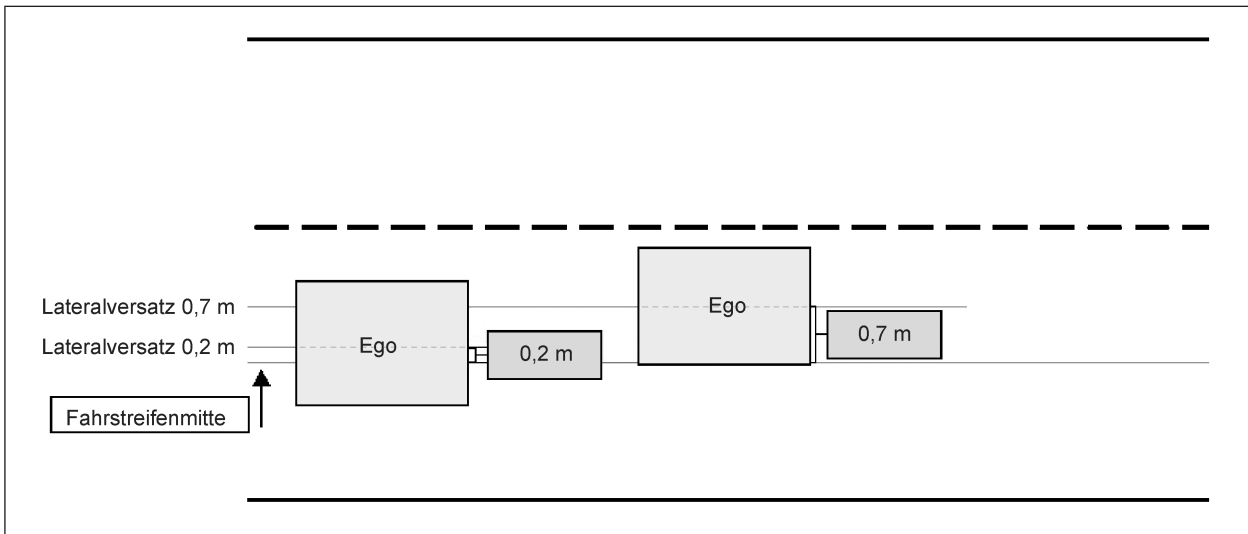 Ego
Lateralversatz 0,7 m
0,7 m
Lateralversatz 0,2 m
Ego
0,2 m
Fahrstreifenmitte